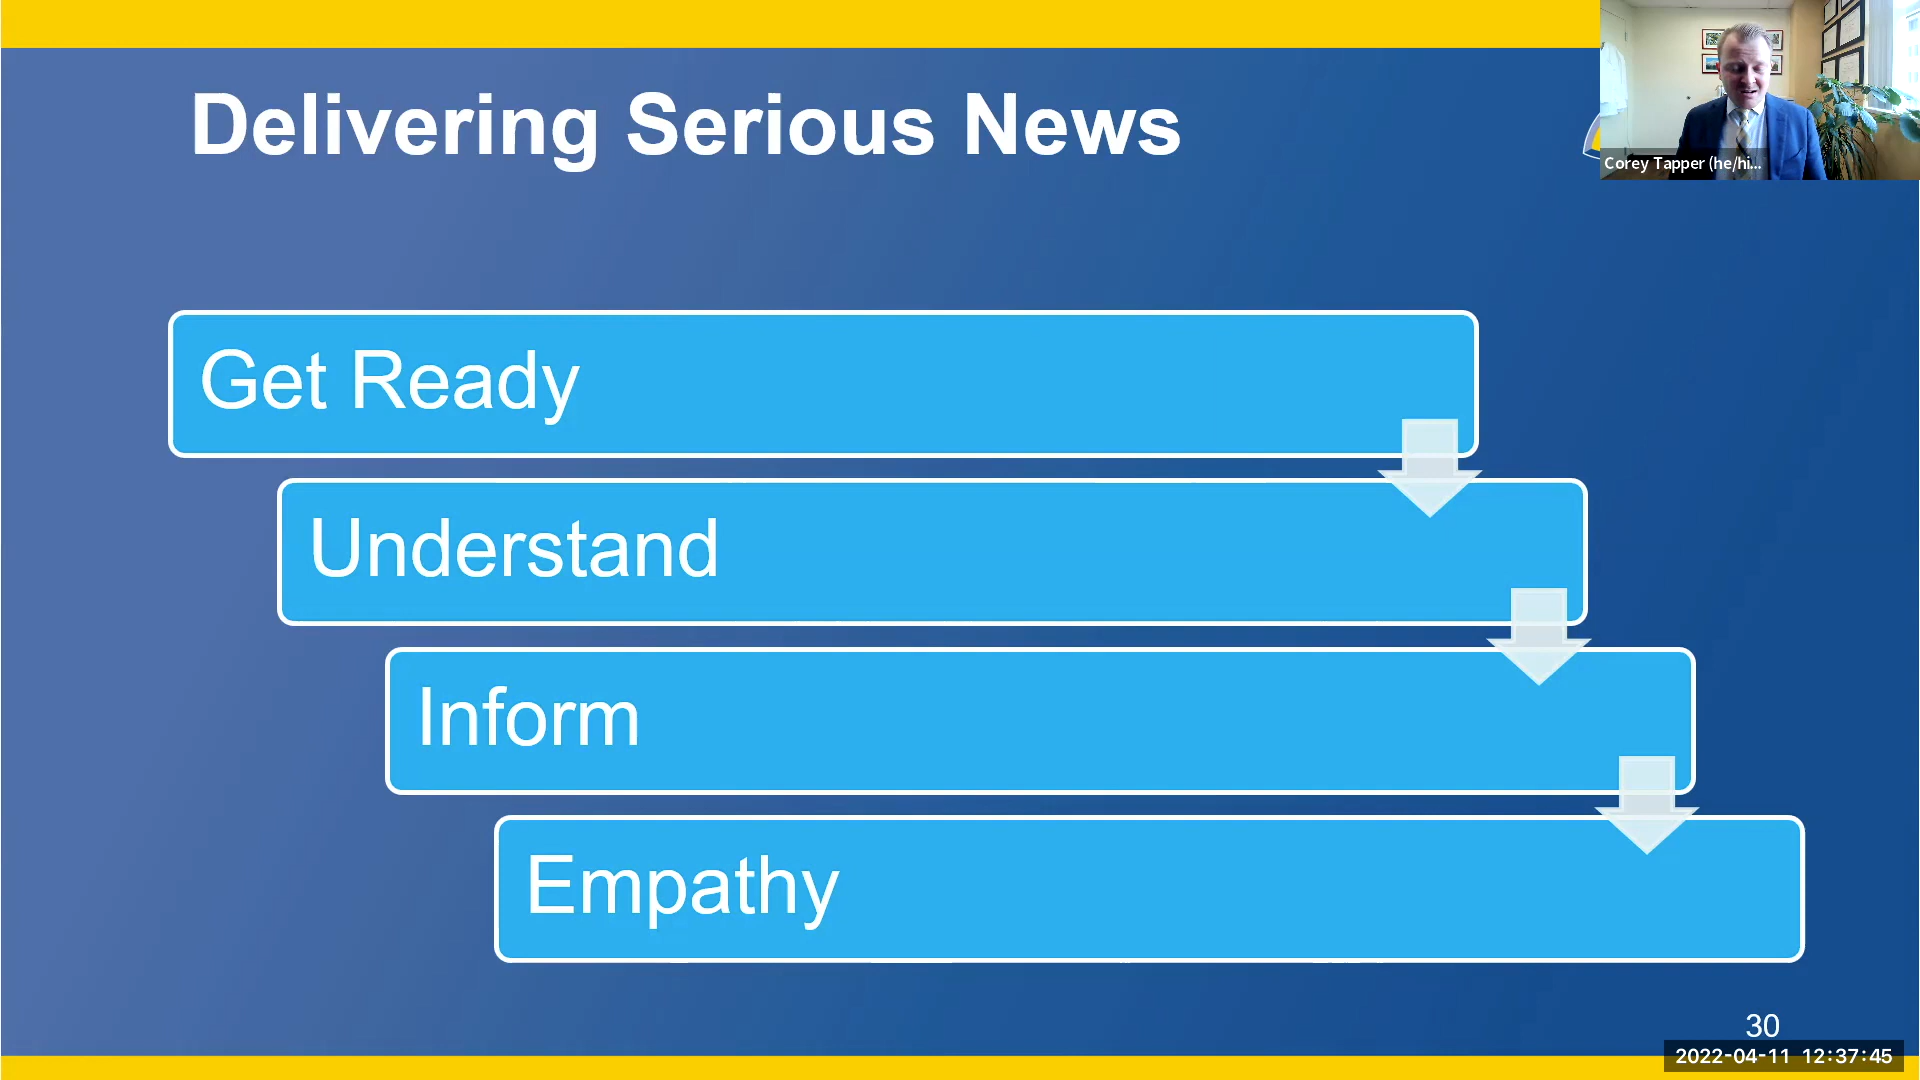 Delivering Serious News
Corey Tapper (he/hi...
Get Ready
Understand
Inform
Empathy
30
2022-04-11 12:37:45